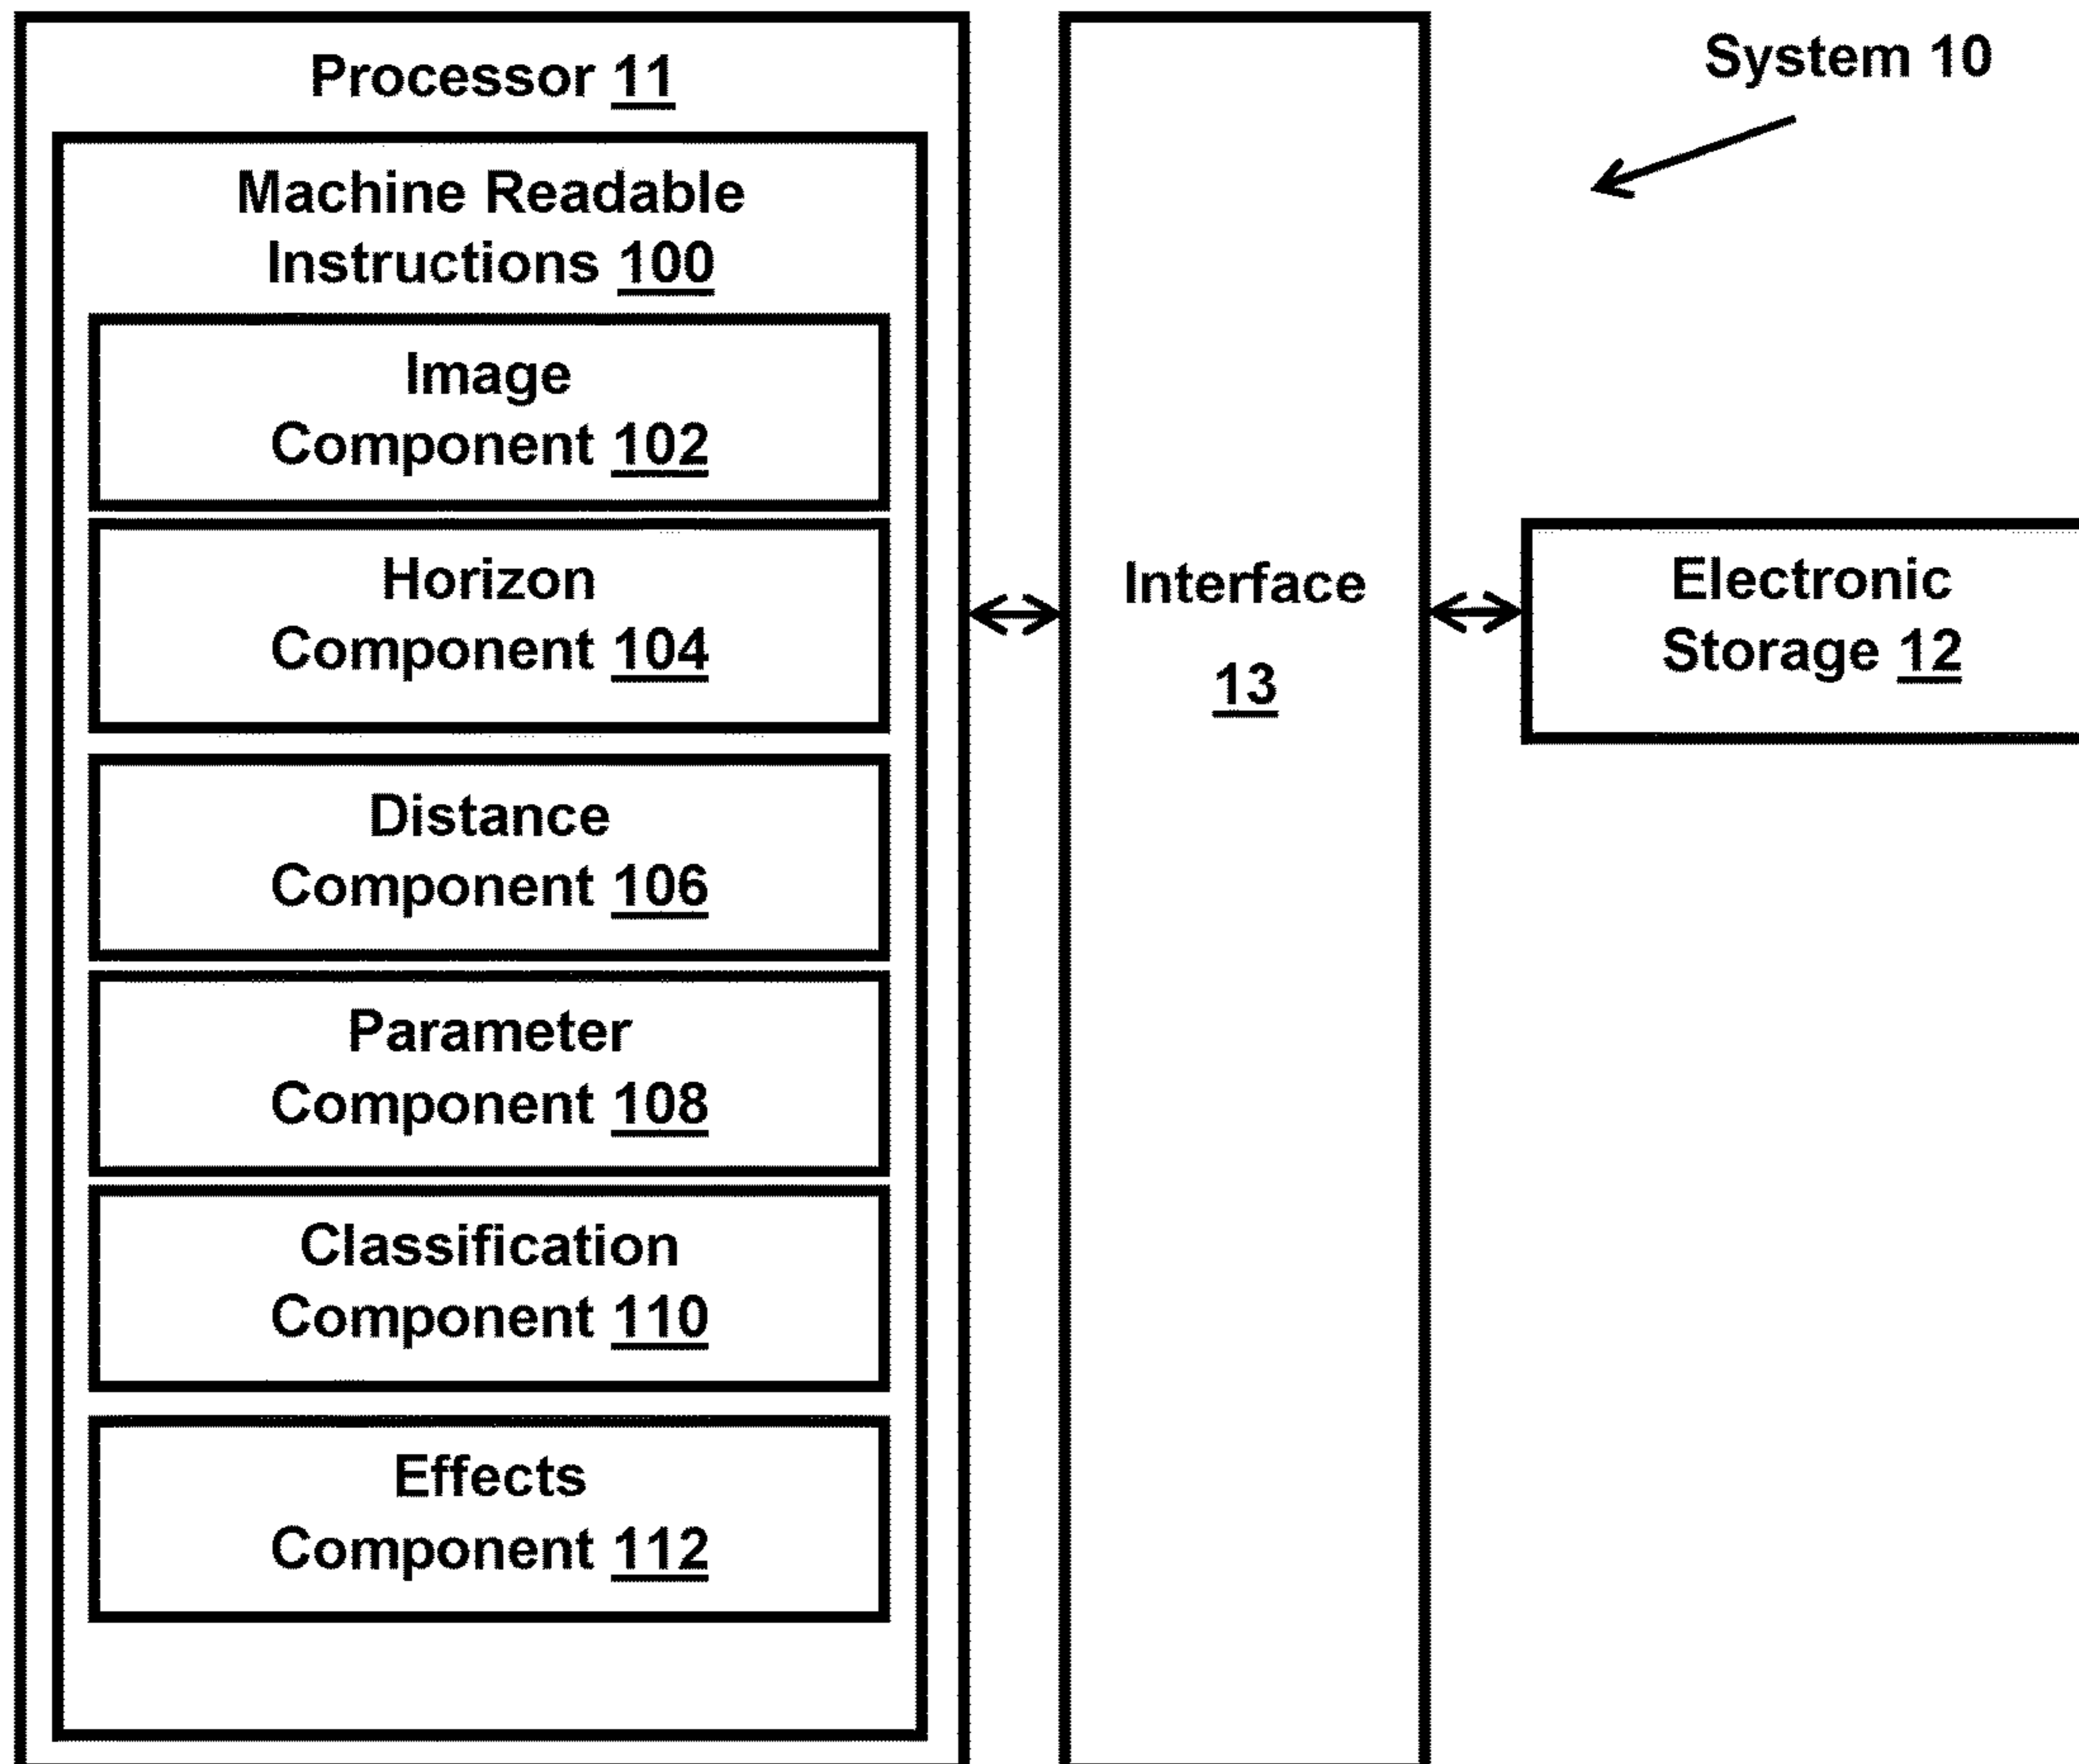 Processor 11
Machine Readable
Instructions 100
Image
Component 102
Horizon
Component 104
Distance
Component 106
Parameter
Component 108
Classification
Component 110
Effects
Component 112
Interface
13
System 10
Electronic
Storage 12